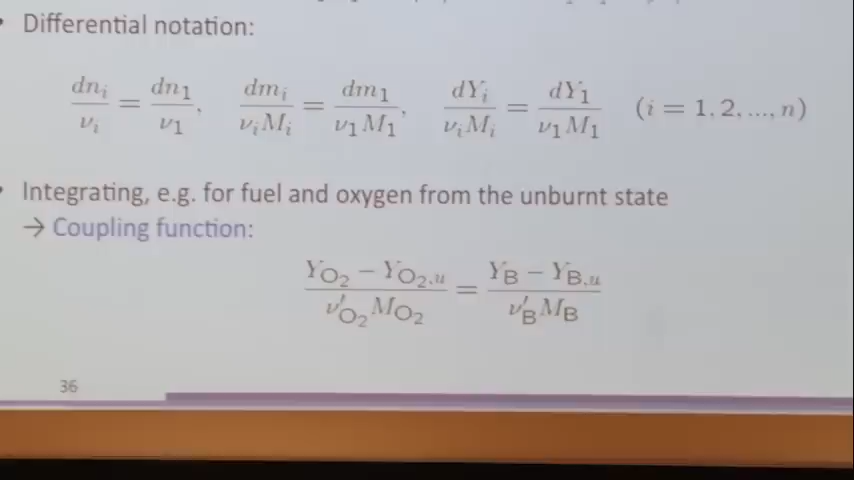 • Differential notation:
dn_i/ν_i = dn_1/ν_1, dm_i/(ν_i M_i) = dm_1/(ν_1 M_1), dY_i/(ν_i M_i) = dY_1/(ν_1 M_1) (i = 1, 2, ..., n)
• Integrating, e.g. for fuel and oxygen from the unburnt state
→ Coupling function:
(Y_O2 − Y_O2,u)/(ν′_O2 M_O2) = (Y_B − Y_B,u)/(ν′_B M_B)
36